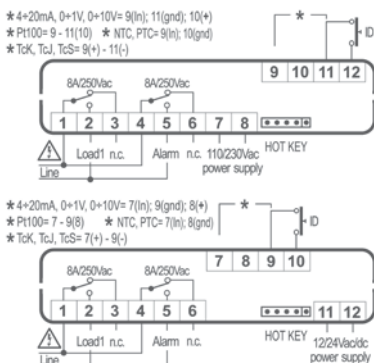 * 4÷20mA, 0÷1V, 0÷10V= 9(In); 11(gnd); 10(+)
* Pt100= 9 - 11(10) * NTC, PTC= 9(In); 10(gnd)
* TcK, TcJ, TcS= 9(+) - 11(-)
*
ID
9 10 11 12
8A/250Vac 8A/250Vac
1 2 3 4 5 6 7 8
HOT KEY
Load1 n.c. Alarm n.c. 110/230Vac
power supply
Line
* 4÷20mA, 0÷1V, 0÷10V= 7(In); 9(gnd); 8(+)
* Pt100= 7 - 9(8) * NTC, PTC= 7(In); 8(gnd)
* TcK, TcJ, TcS= 7(+) - 9(-)
*
ID
7 8 9 10
8A/250Vac 8A/250Vac
1 2 3 4 5 6 11 12
Load1 n.c. Alarm n.c. HOT KEY 12/24Vac/dc
power supply
Line